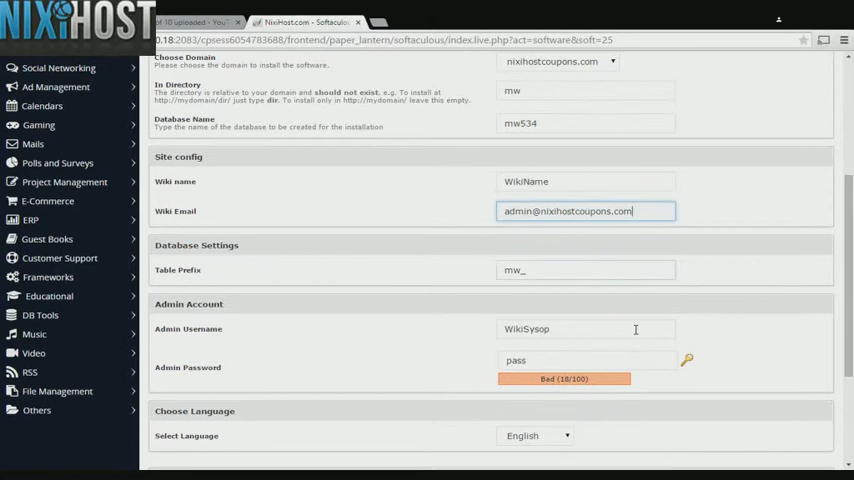 NIXIHOST
of 10 uploaded - YouT
NixiHost.com - Softaculou
0.18:2083/cpsess6054783688/frontend/paper_lantern/softaculous/index.live.php?act=software&soft=25
Social Networking
Ad Management
Calendars
Gaming
Mails
Polls and Surveys
Project Management
E-Commerce
ERP
Guest Books
Customer Support
Frameworks
Educational
DB Tools
Music
Video
RSS
File Management
Others
Choose Domain
Please choose the domain to install the software.
nixihostcoupons.com
In Directory
The directory is relative to your domain and should not exist. e.g. To install at
http://mydomain/dir/ just type dir. To install only in http://mydomain/ leave this empty.
mw
Database Name
Type the name of the database to be created for the installation
mw534
Site config
Wiki name
WikiName
Wiki Email
admin@nixihostcoupons.com
Database Settings
Table Prefix
mw_
Admin Account
Admin Username
WikiSysop
Admin Password
pass
Bad (18/100)
Choose Language
Select Language
English